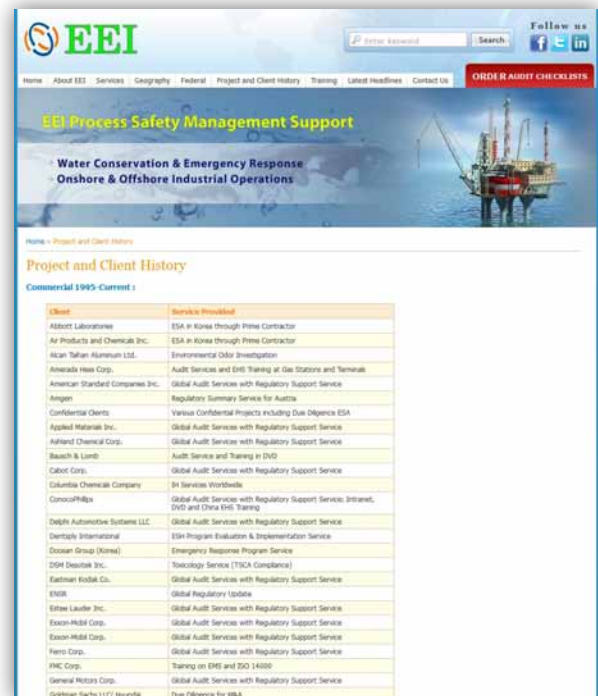 EEI
Follow us
Enter keyword
Search
Home About EEI Services Geography Federal Project and Client History Training Latest Headlines Contact Us
ORDER AUDIT CHECKLISTS
EEI Process Safety Management Support
Water Conservation & Emergency Response
Onshore & Offshore Industrial Operations
Home » Project and Client History
Project and Client History
Commercial 1995-Current :
Client Service Provided
Abbott Laboratories ESA in Korea through Prime Contractor
Air Products and Chemicals Inc. ESA in Korea through Prime Contractor
Alcan Taihan Aluminum Ltd. Environmental Odor Investigation
Amerada Hess Corp. Audit Services and EHS Training at Gas Stations and Terminals
American Standard Companies Inc. Global Audit Services with Regulatory Support Service
Amgen Regulatory Summary Service for Austria
Confidential Clients Various Confidential Projects including Due Diligence ESA
Applied Materials Inc. Global Audit Services with Regulatory Support Service
Ashland Chemical Corp. Global Audit Services with Regulatory Support Service
Bausch & Lomb Audit Service and Training in DVD
Cabot Corp. Global Audit Services with Regulatory Support Service
Columbia Chemicals Company IH Services Worldwide
ConocoPhillips Global Audit Services with Regulatory Support Service; Intranet,
DVD and China EHS Training
Delphi Automotive Systems LLC Global Audit Services with Regulatory Support Service
Dentsply International ESH Program Evaluation & Implementation Service
Doosan Group (Korea) Emergency Response Program Service
DSM Desotek Inc. Toxicology Service (TSCA Compliance)
Eastman Kodak Co. Global Audit Services with Regulatory Support Service
ENSR Global Regulatory Update
Estee Lauder Inc. Global Audit Services with Regulatory Support Service
Exxon-Mobil Corp. Global Audit Services with Regulatory Support Service
Exxon-Mobil Corp. Global Audit Services with Regulatory Support Service
Ferro Corp. Global Audit Services with Regulatory Support Service
FMC Corp. Training on EMS and ISO 14000
General Motors Corp. Global Audit Services with Regulatory Support Service
Goldman Sachs LLC/ Hyundai Due Diligence for M&A